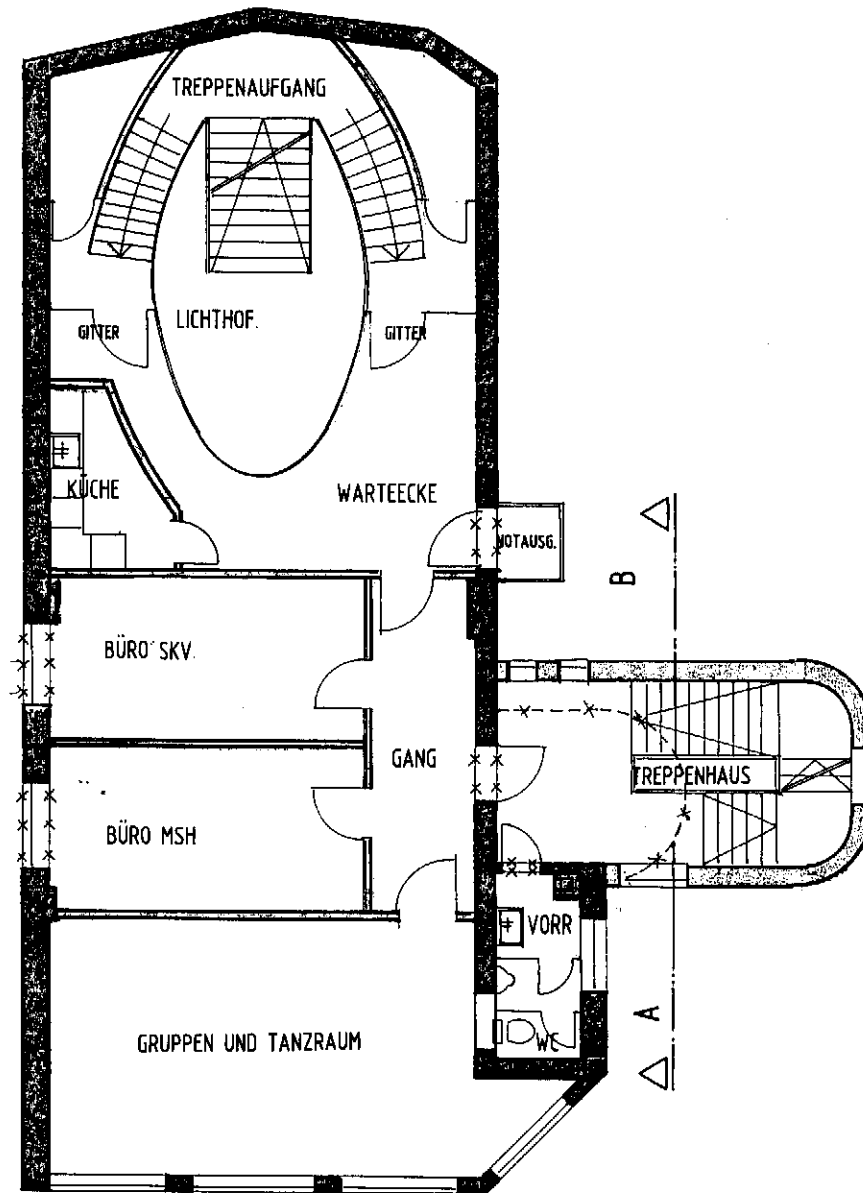 TREPPENAUFGANG
LICHTHOF.
GITTER
GITTER
KÜCHE
WARTEECKE
NOTAUSG.
B
BÜRO SKV.
GANG
TREPPENHAUS
BÜRO MSH
VORR
A
GRUPPEN UND TANZRAUM
WC